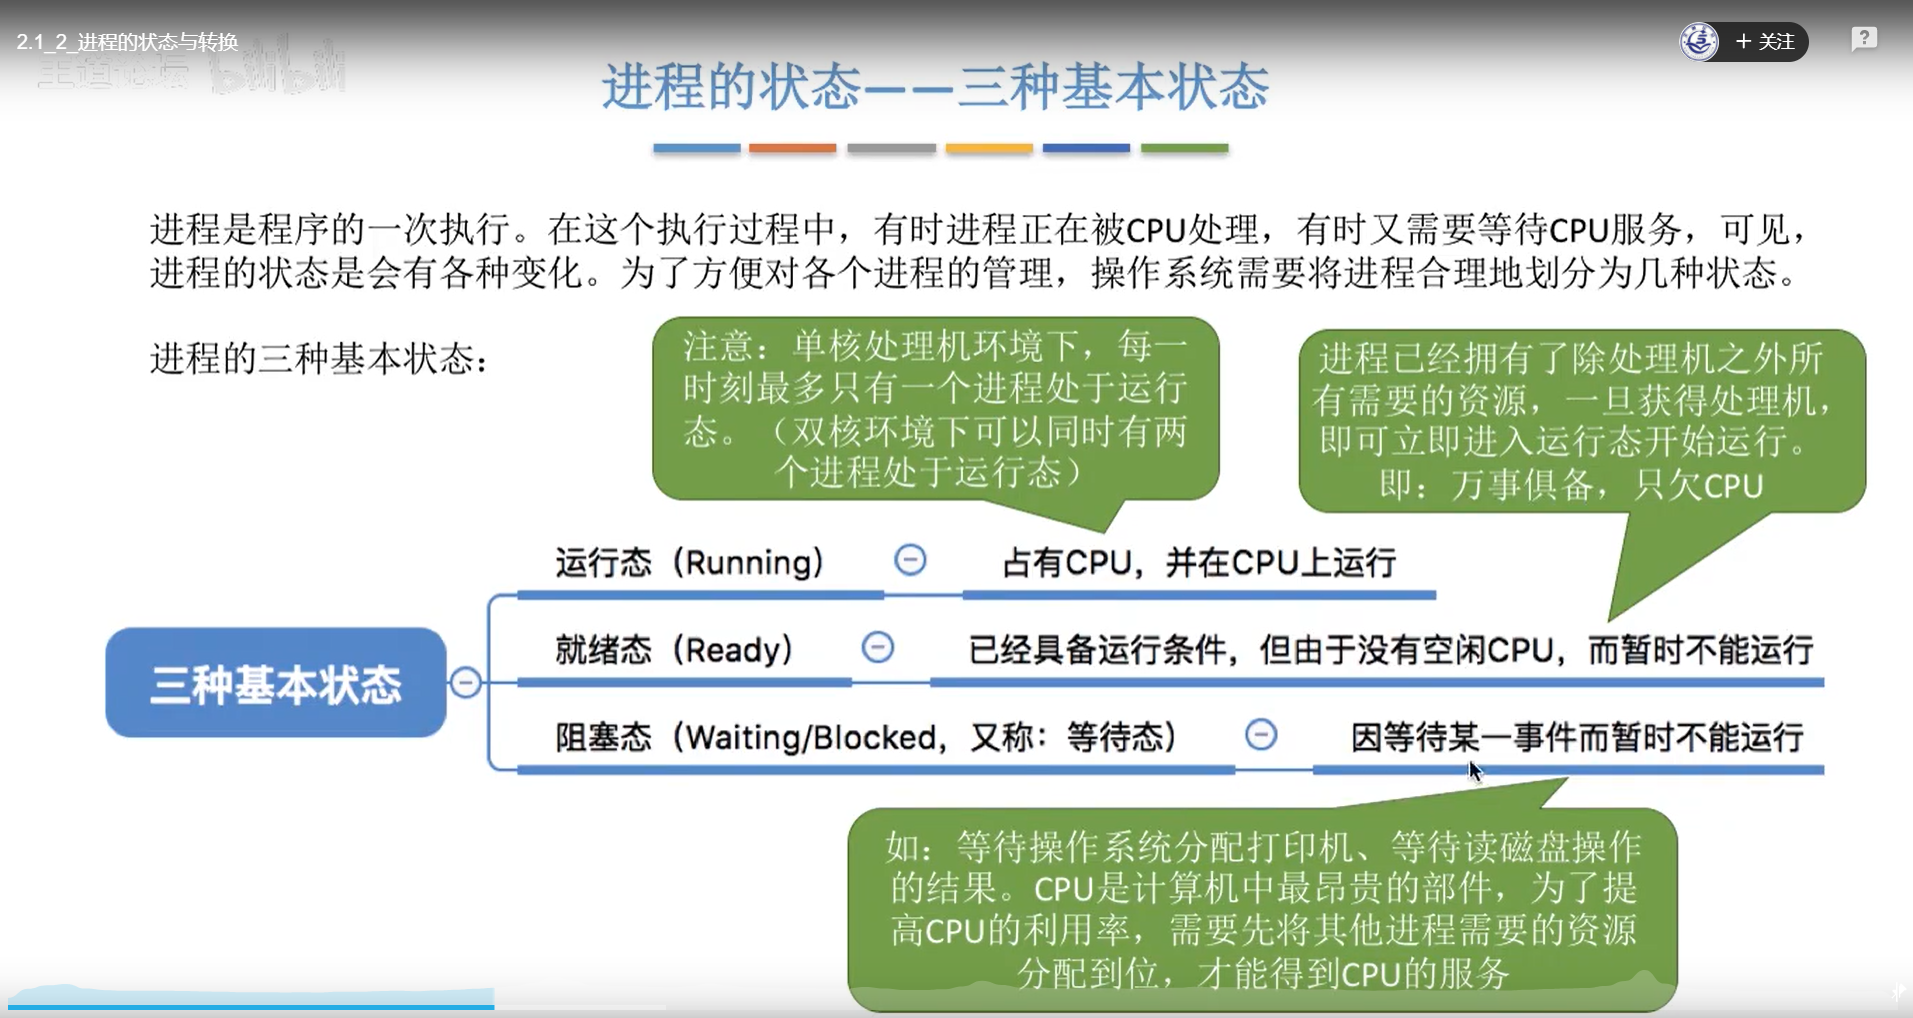 2.1_2_进程的状态与转换
+ 关注
王道论坛 bilibili
进程的状态——三种基本状态
进程是程序的一次执行。在这个执行过程中，有时进程正在被CPU处理，有时又需要等待CPU服务，可见，
进程的状态是会有各种变化。为了方便对各个进程的管理，操作系统需要将进程合理地划分为几种状态。
进程的三种基本状态：
注意：单核处理机环境下，每一
时刻最多只有一个进程处于运行
态。（双核环境下可以同时有两
个进程处于运行态）
进程已经拥有了除处理机之外所
有需要的资源，一旦获得处理机，
即可立即进入运行态开始运行。
即：万事俱备，只欠CPU
运行态（Running） 占有CPU，并在CPU上运行
就绪态（Ready） 已经具备运行条件，但由于没有空闲CPU，而暂时不能运行
三种基本状态
阻塞态（Waiting/Blocked，又称：等待态） 因等待某一事件而暂时不能运行
如：等待操作系统分配打印机、等待读磁盘操作
的结果。CPU是计算机中最昂贵的部件，为了提
高CPU的利用率，需要先将其他进程需要的资源
分配到位，才能得到CPU的服务